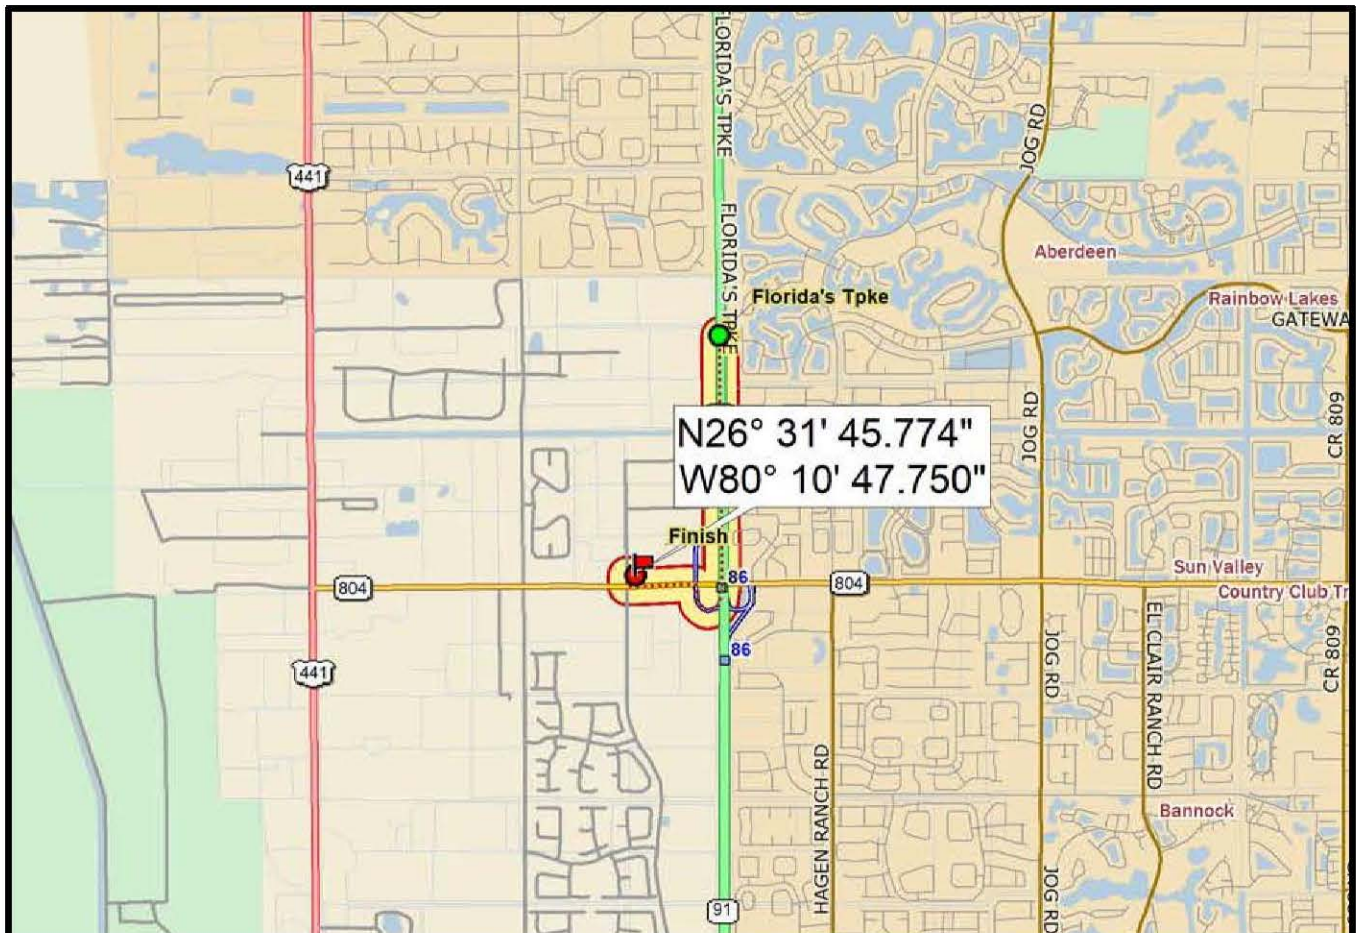 FLORIDA'S TPKE
JOG RD
441
FLORIDA'S TPKE
Aberdeen
Florida's Tpke
Rainbow Lakes
GATEWA
N26° 31' 45.774"
W80° 10' 47.750"
JOG RD
CR 809
Finish
Sun Valley
86
804
804
Country Club Tr
86
441
JOG RD
EL CLAIR RANCH RD
CR 809
HAGEN RANCH RD
Bannock
JOG RD
91